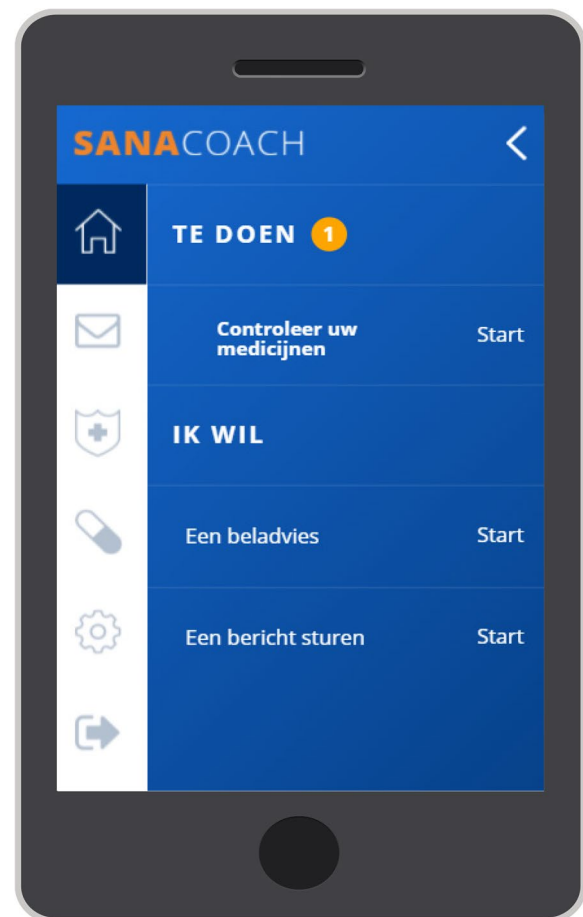 SANACOACH
TE DOEN 1
Controleer uw
medicijnen
Start
IK WIL
Een beladvies
Start
Een bericht sturen
Start